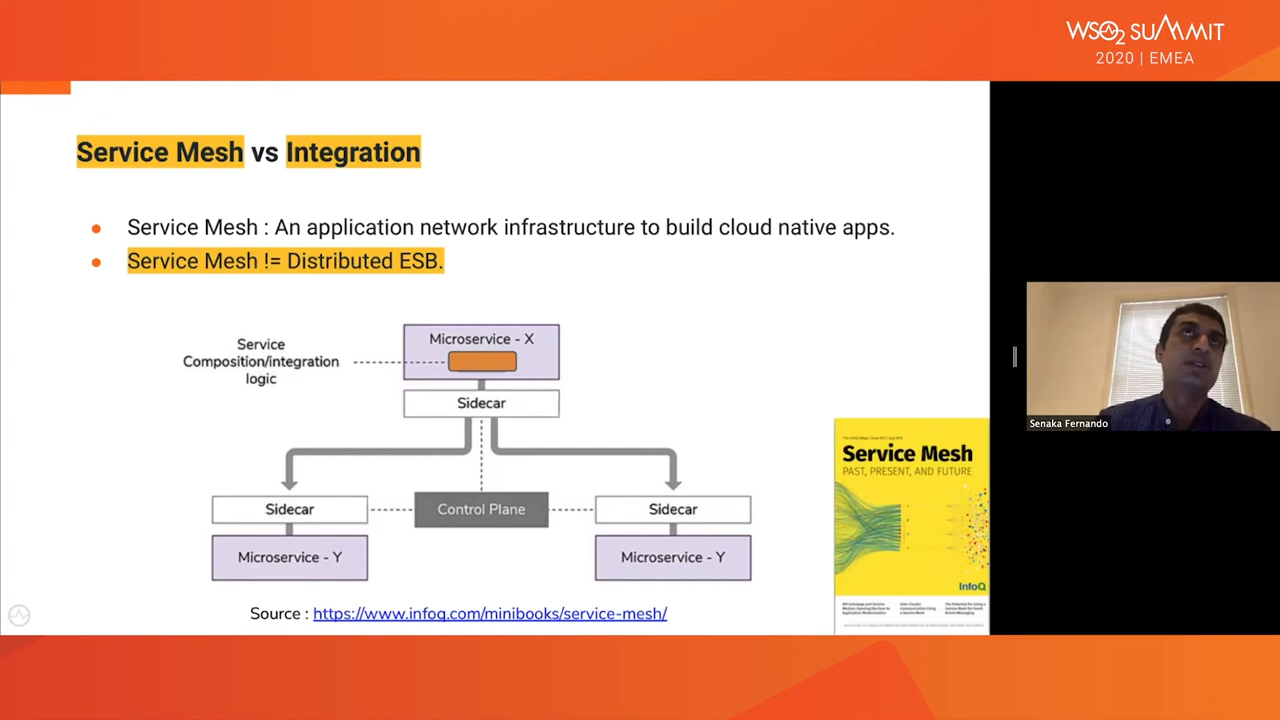 WSO2 SUMMIT
2020 | EMEA
Service Mesh vs Integration
Service Mesh : An application network infrastructure to build cloud native apps.
Service Mesh != Distributed ESB.
Service
Composition/integration
logic
Microservice - X
Sidecar
Sidecar
Control Plane
Sidecar
Microservice - Y
Microservice - Y
Source : https://www.infoq.com/minibooks/service-mesh/
Service Mesh
PAST, PRESENT, AND FUTURE
InfoQ
Senaka Fernando